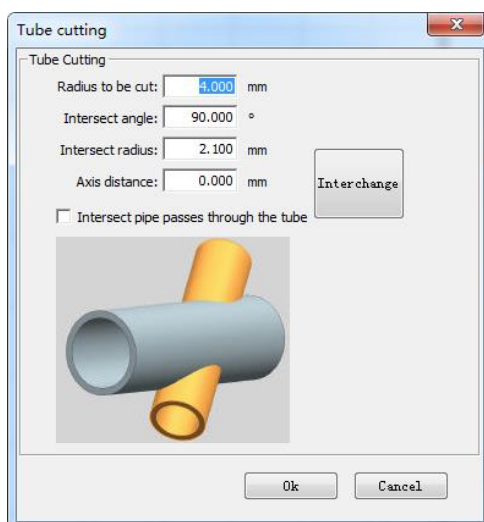 Tube cutting
Tube Cutting
Radius to be cut: 4.000 mm
Intersect angle: 90.000 °
Intersect radius: 2.100 mm
Axis distance: 0.000 mm
Interchange
Intersect pipe passes through the tube
Ok Cancel